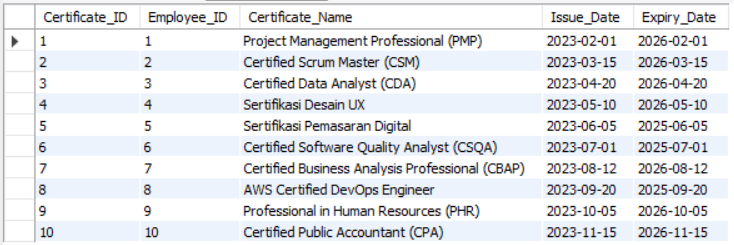 Certificate_ID Employee_ID Certificate_Name Issue_Date Expiry_Date
1 1 Project Management Professional (PMP) 2023-02-01 2026-02-01
2 2 Certified Scrum Master (CSM) 2023-03-15 2026-03-15
3 3 Certified Data Analyst (CDA) 2023-04-20 2026-04-20
4 4 Sertifikasi Desain UX 2023-05-10 2026-05-10
5 5 Sertifikasi Pemasaran Digital 2023-06-05 2025-06-05
6 6 Certified Software Quality Analyst (CSQA) 2023-07-01 2025-07-01
7 7 Certified Business Analysis Professional (CBAP) 2023-08-12 2026-08-12
8 8 AWS Certified DevOps Engineer 2023-09-20 2025-09-20
9 9 Professional in Human Resources (PHR) 2023-10-05 2026-10-05
10 10 Certified Public Accountant (CPA) 2023-11-15 2026-11-15